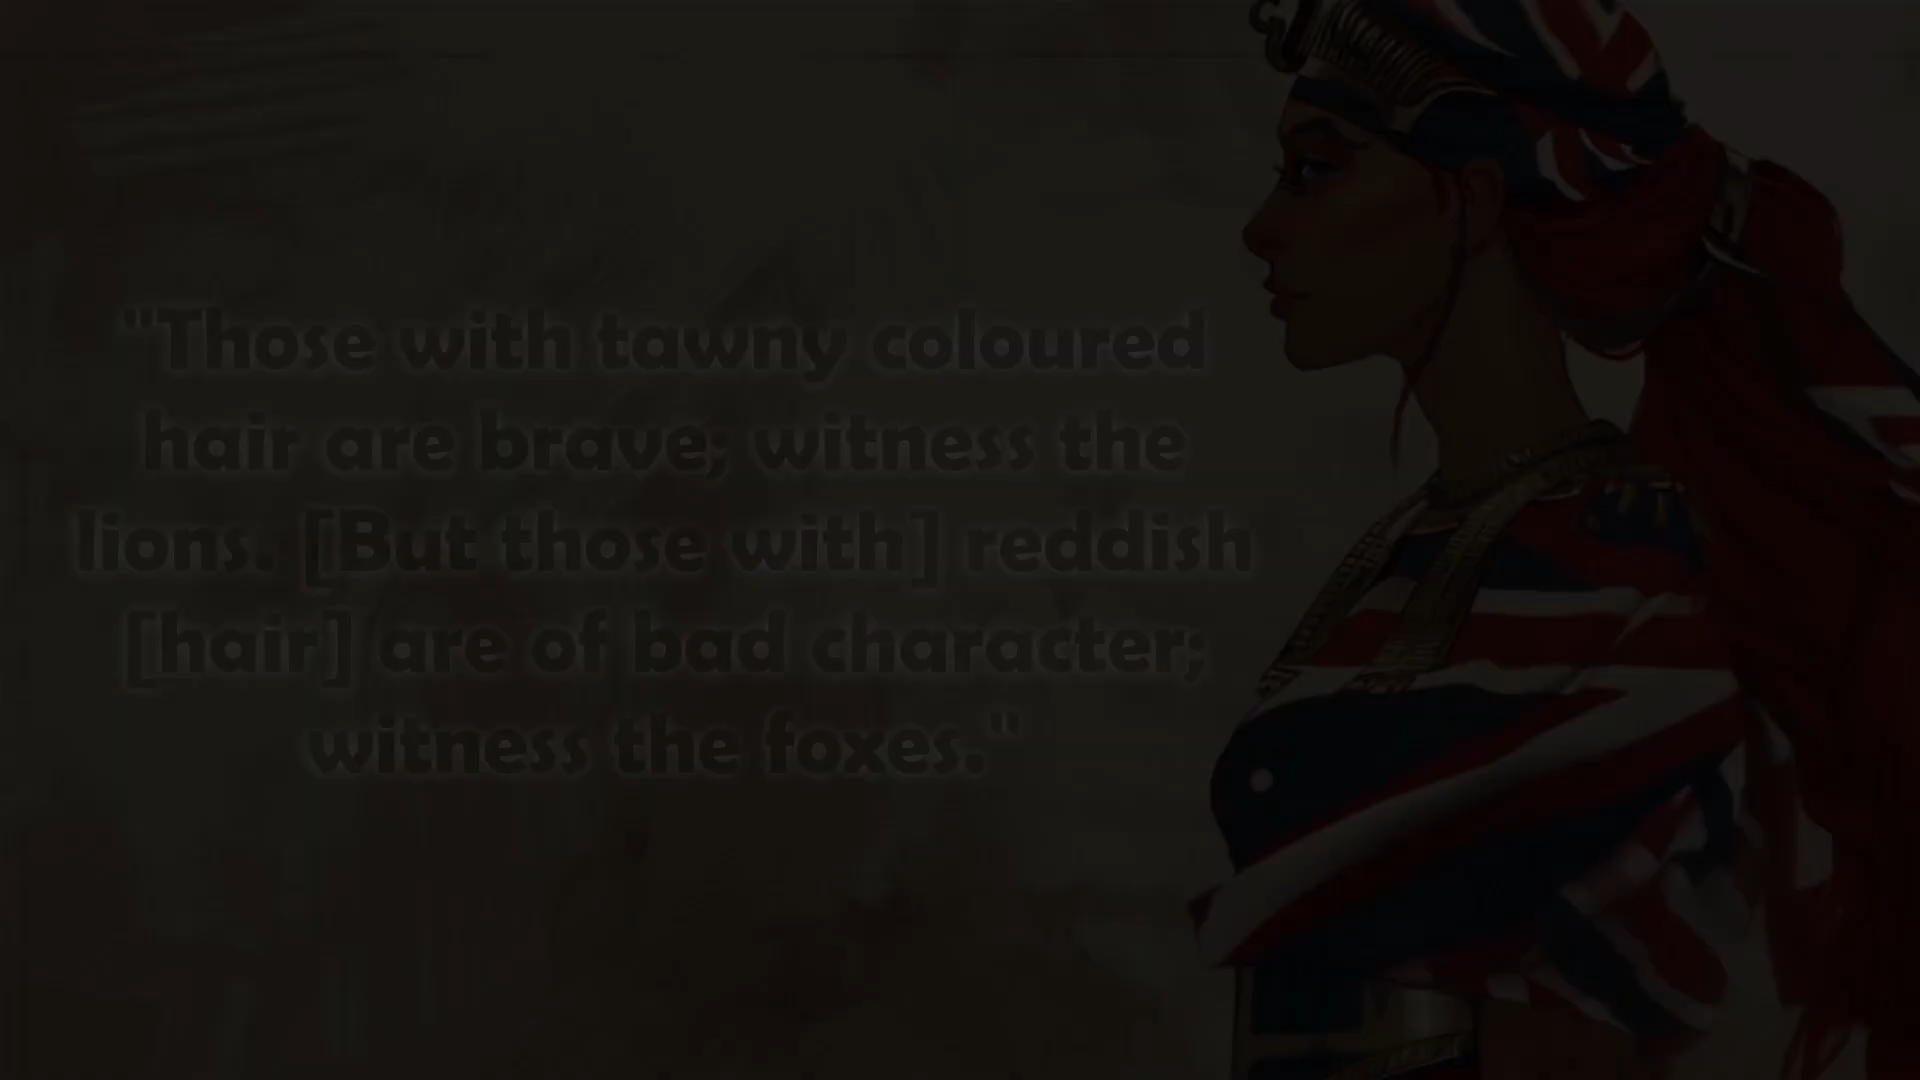 "Those with tawny coloured
hair are brave; witness the
lions. [But those with] reddish
[hair] are of bad character;
witness the foxes."